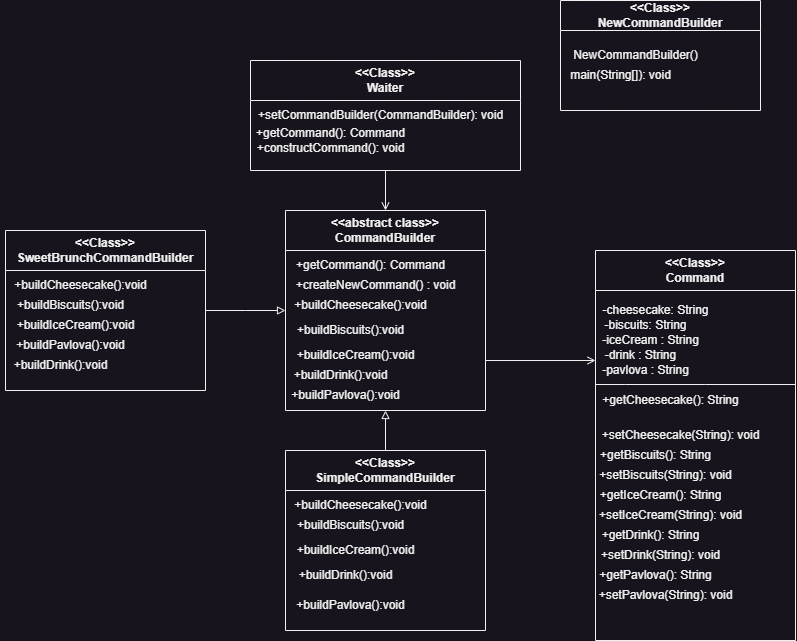 <<Class>>
NewCommandBuilder
NewCommandBuilder()
main(String[]): void
<<Class>>
Waiter
+setCommandBuilder(CommandBuilder): void
+getCommand(): Command
+constructCommand(): void
<<abstract class>>
CommandBuilder
+getCommand(): Command
+createNewCommand() : void
+buildCheesecake():void
+buildBiscuits():void
+buildIceCream():void
+buildDrink():void
+buildPavlova():void
<<Class>>
SweetBrunchCommandBuilder
+buildCheesecake():void
+buildBiscuits():void
+buildIceCream():void
+buildPavlova():void
+buildDrink():void
<<Class>>
Command
-cheesecake: String
-biscuits: String
-iceCream : String
-drink : String
-pavlova : String
+getCheesecake(): String
+setCheesecake(String): void
+getBiscuits(): String
+setBiscuits(String): void
+getIceCream(): String
+setIceCream(String): void
+getDrink(): String
+setDrink(String): void
+getPavlova(): String
+setPavlova(String): void
<<Class>>
SimpleCommandBuilder
+buildCheesecake():void
+buildBiscuits():void
+buildIceCream():void
+buildDrink():void
+buildPavlova():void